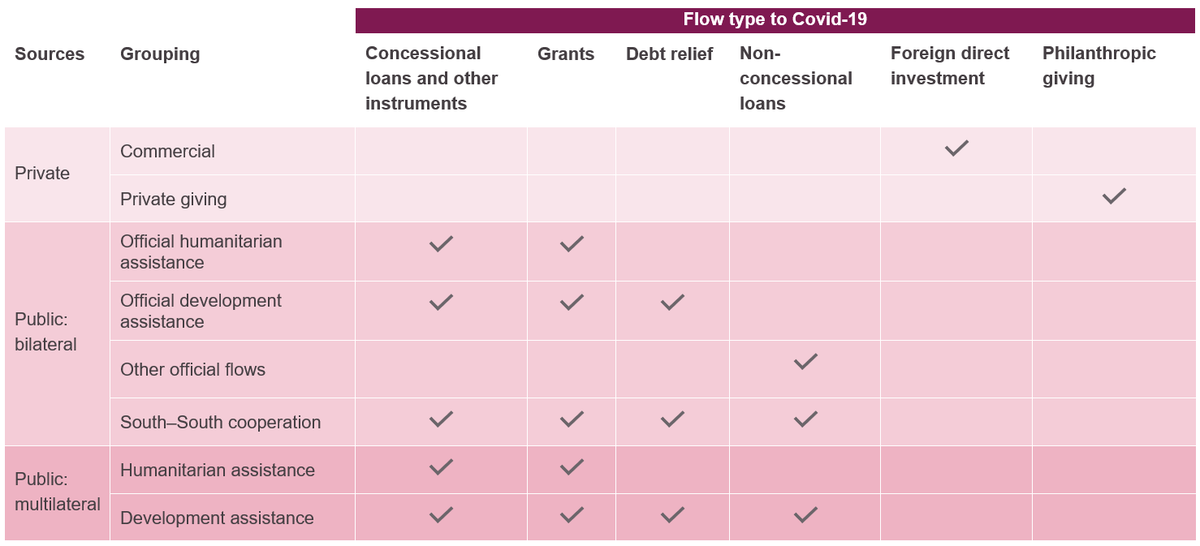 Flow type to Covid-19
Sources
Grouping
Concessional
loans and other
instruments
Grants
Debt relief
Non-
concessional
loans
Foreign direct
investment
Philanthropic
giving
Private
Commercial
Private giving
Public:
bilateral
Official humanitarian
assistance
Official development
assistance
Other official flows
South–South cooperation
Public:
multilateral
Humanitarian assistance
Development assistance